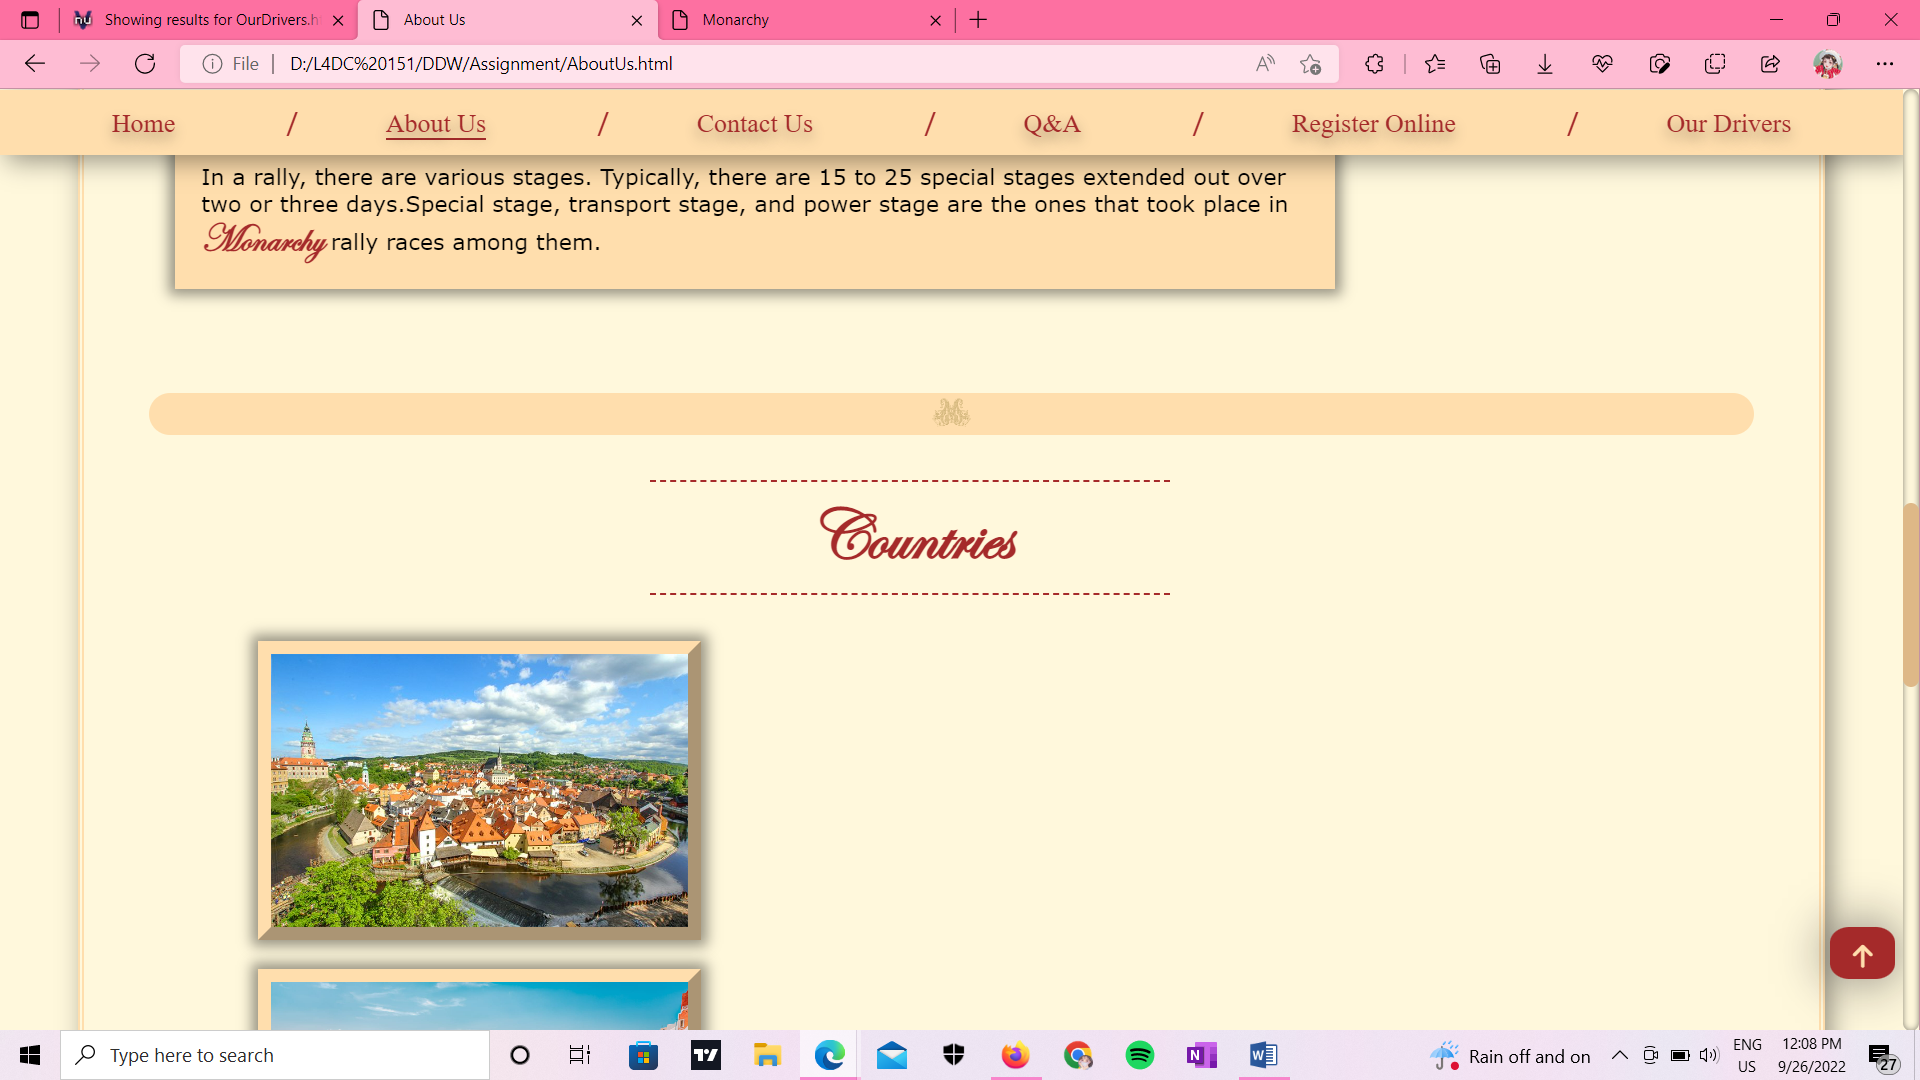 Showing results for OurDrivers.h
About Us
Monarchy
File
D:/L4DC%20151/DDW/Assignment/AboutUs.html
Home / About Us / Contact Us / Q&A / Register Online / Our Drivers
In a rally, there are various stages. Typically, there are 15 to 25 special stages extended out over
two or three days.Special stage, transport stage, and power stage are the ones that took place in
Monarchy rally races among them.
Countries
Type here to search
Rain off and on
ENG
US
12:08 PM
9/26/2022
27